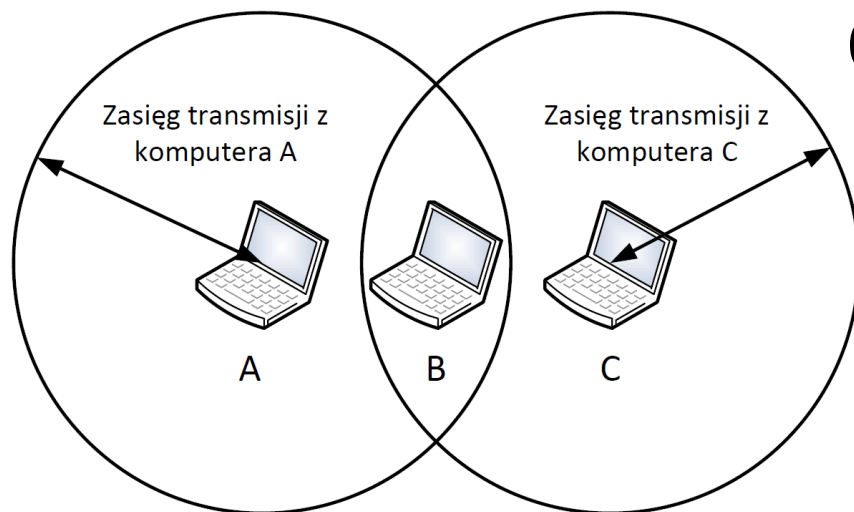 Zasięg transmisji z
komputera A
Zasięg transmisji z
komputera C
A
B
C